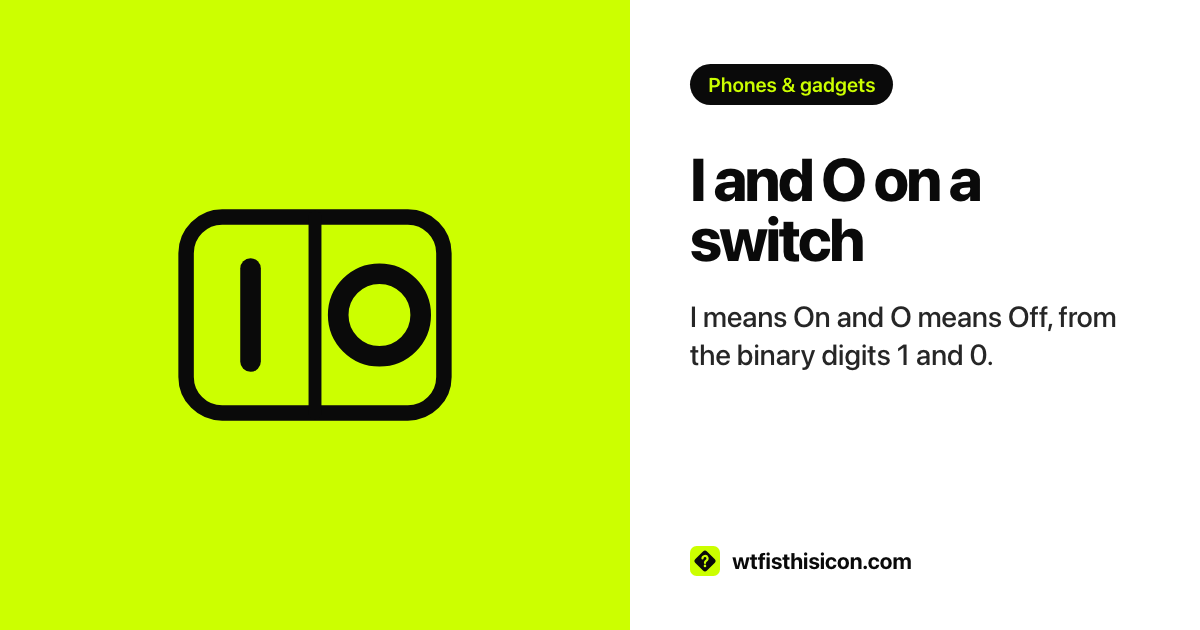 I O
Phones & gadgets
I and O on a
switch
I means On and O means Off, from
the binary digits 1 and 0.
?
wtfisthisicon.com